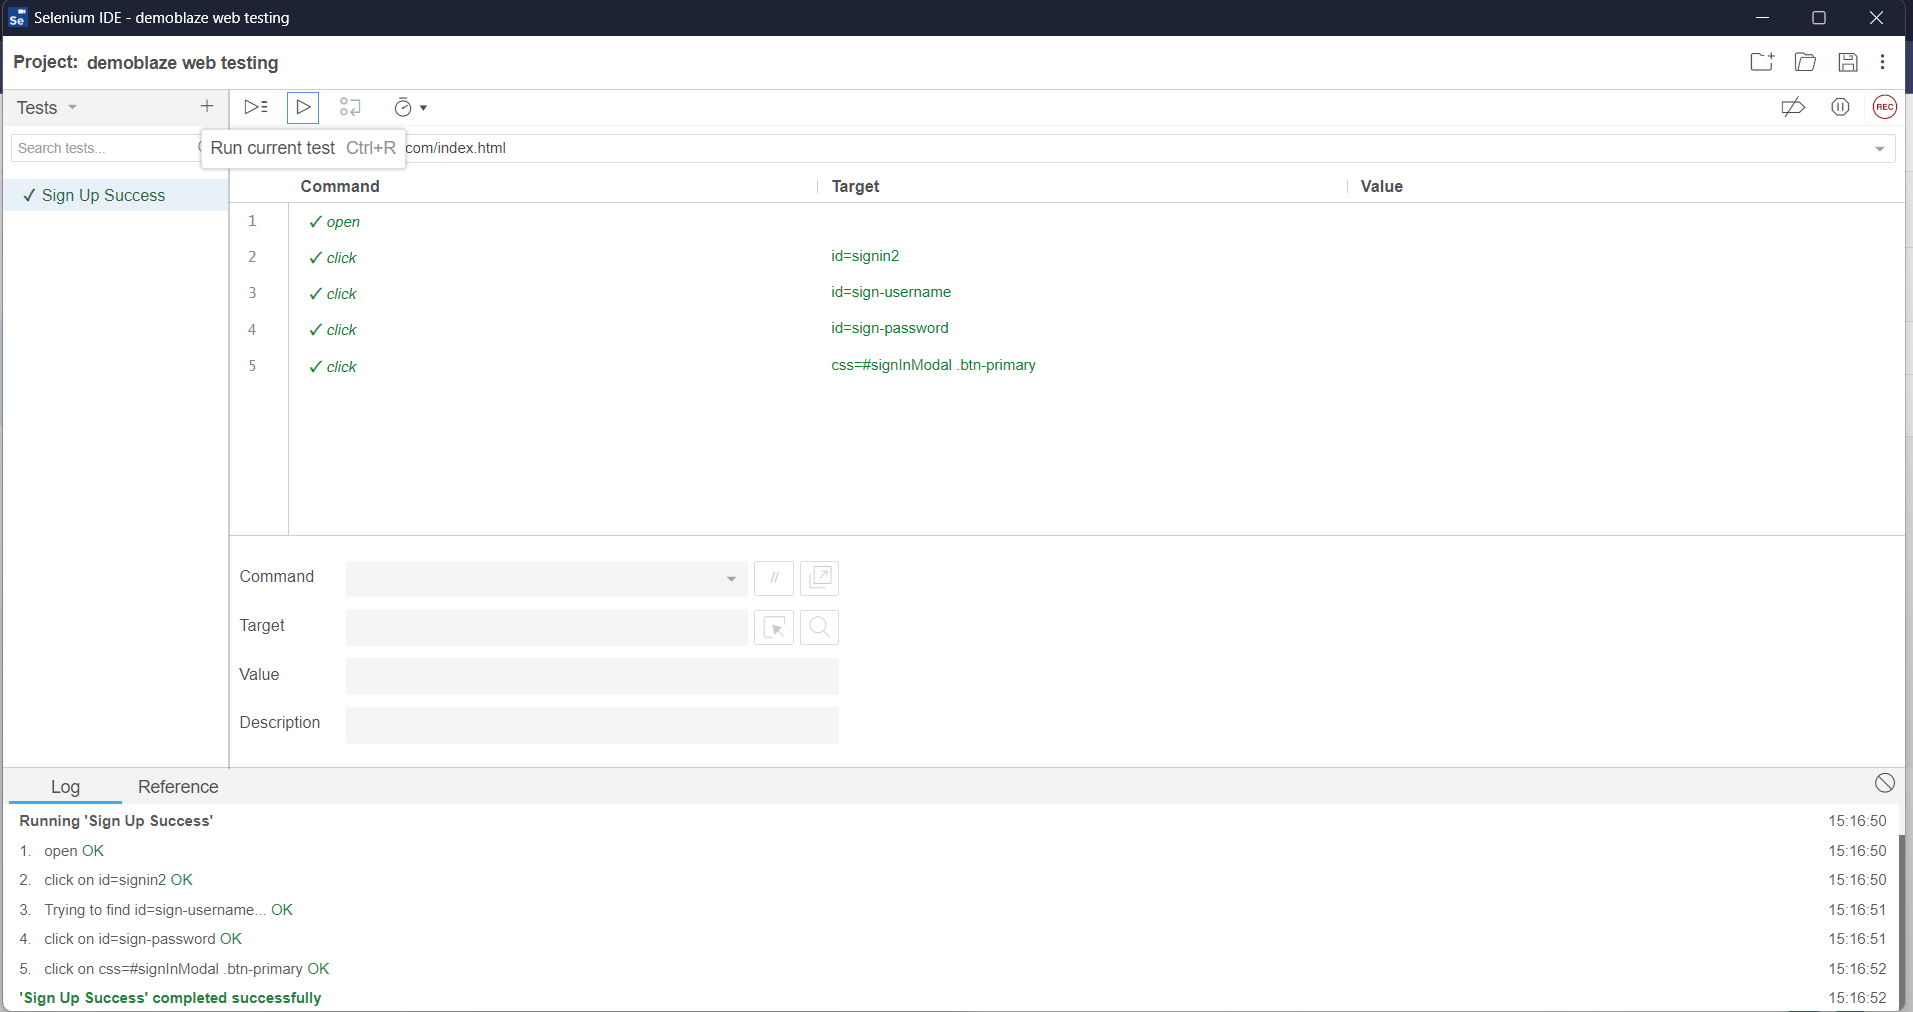 Selenium IDE - demoblaze web testing
Project: demoblaze web testing
Tests
REC
Search tests...
Run current test Ctrl+R
com/index.html
Command Target Value
✓ Sign Up Success
1 ✓ open
2 ✓ click id=signin2
3 ✓ click id=sign-username
4 ✓ click id=sign-password
5 ✓ click css=#signInModal .btn-primary
Command //
Target
Value
Description
Log Reference
Running 'Sign Up Success' 15:16:50
1. open OK 15:16:50
2. click on id=signin2 OK 15:16:50
3. Trying to find id=sign-username... OK 15:16:51
4. click on id=sign-password OK 15:16:51
5. click on css=#signInModal .btn-primary OK 15:16:52
'Sign Up Success' completed successfully 15:16:52